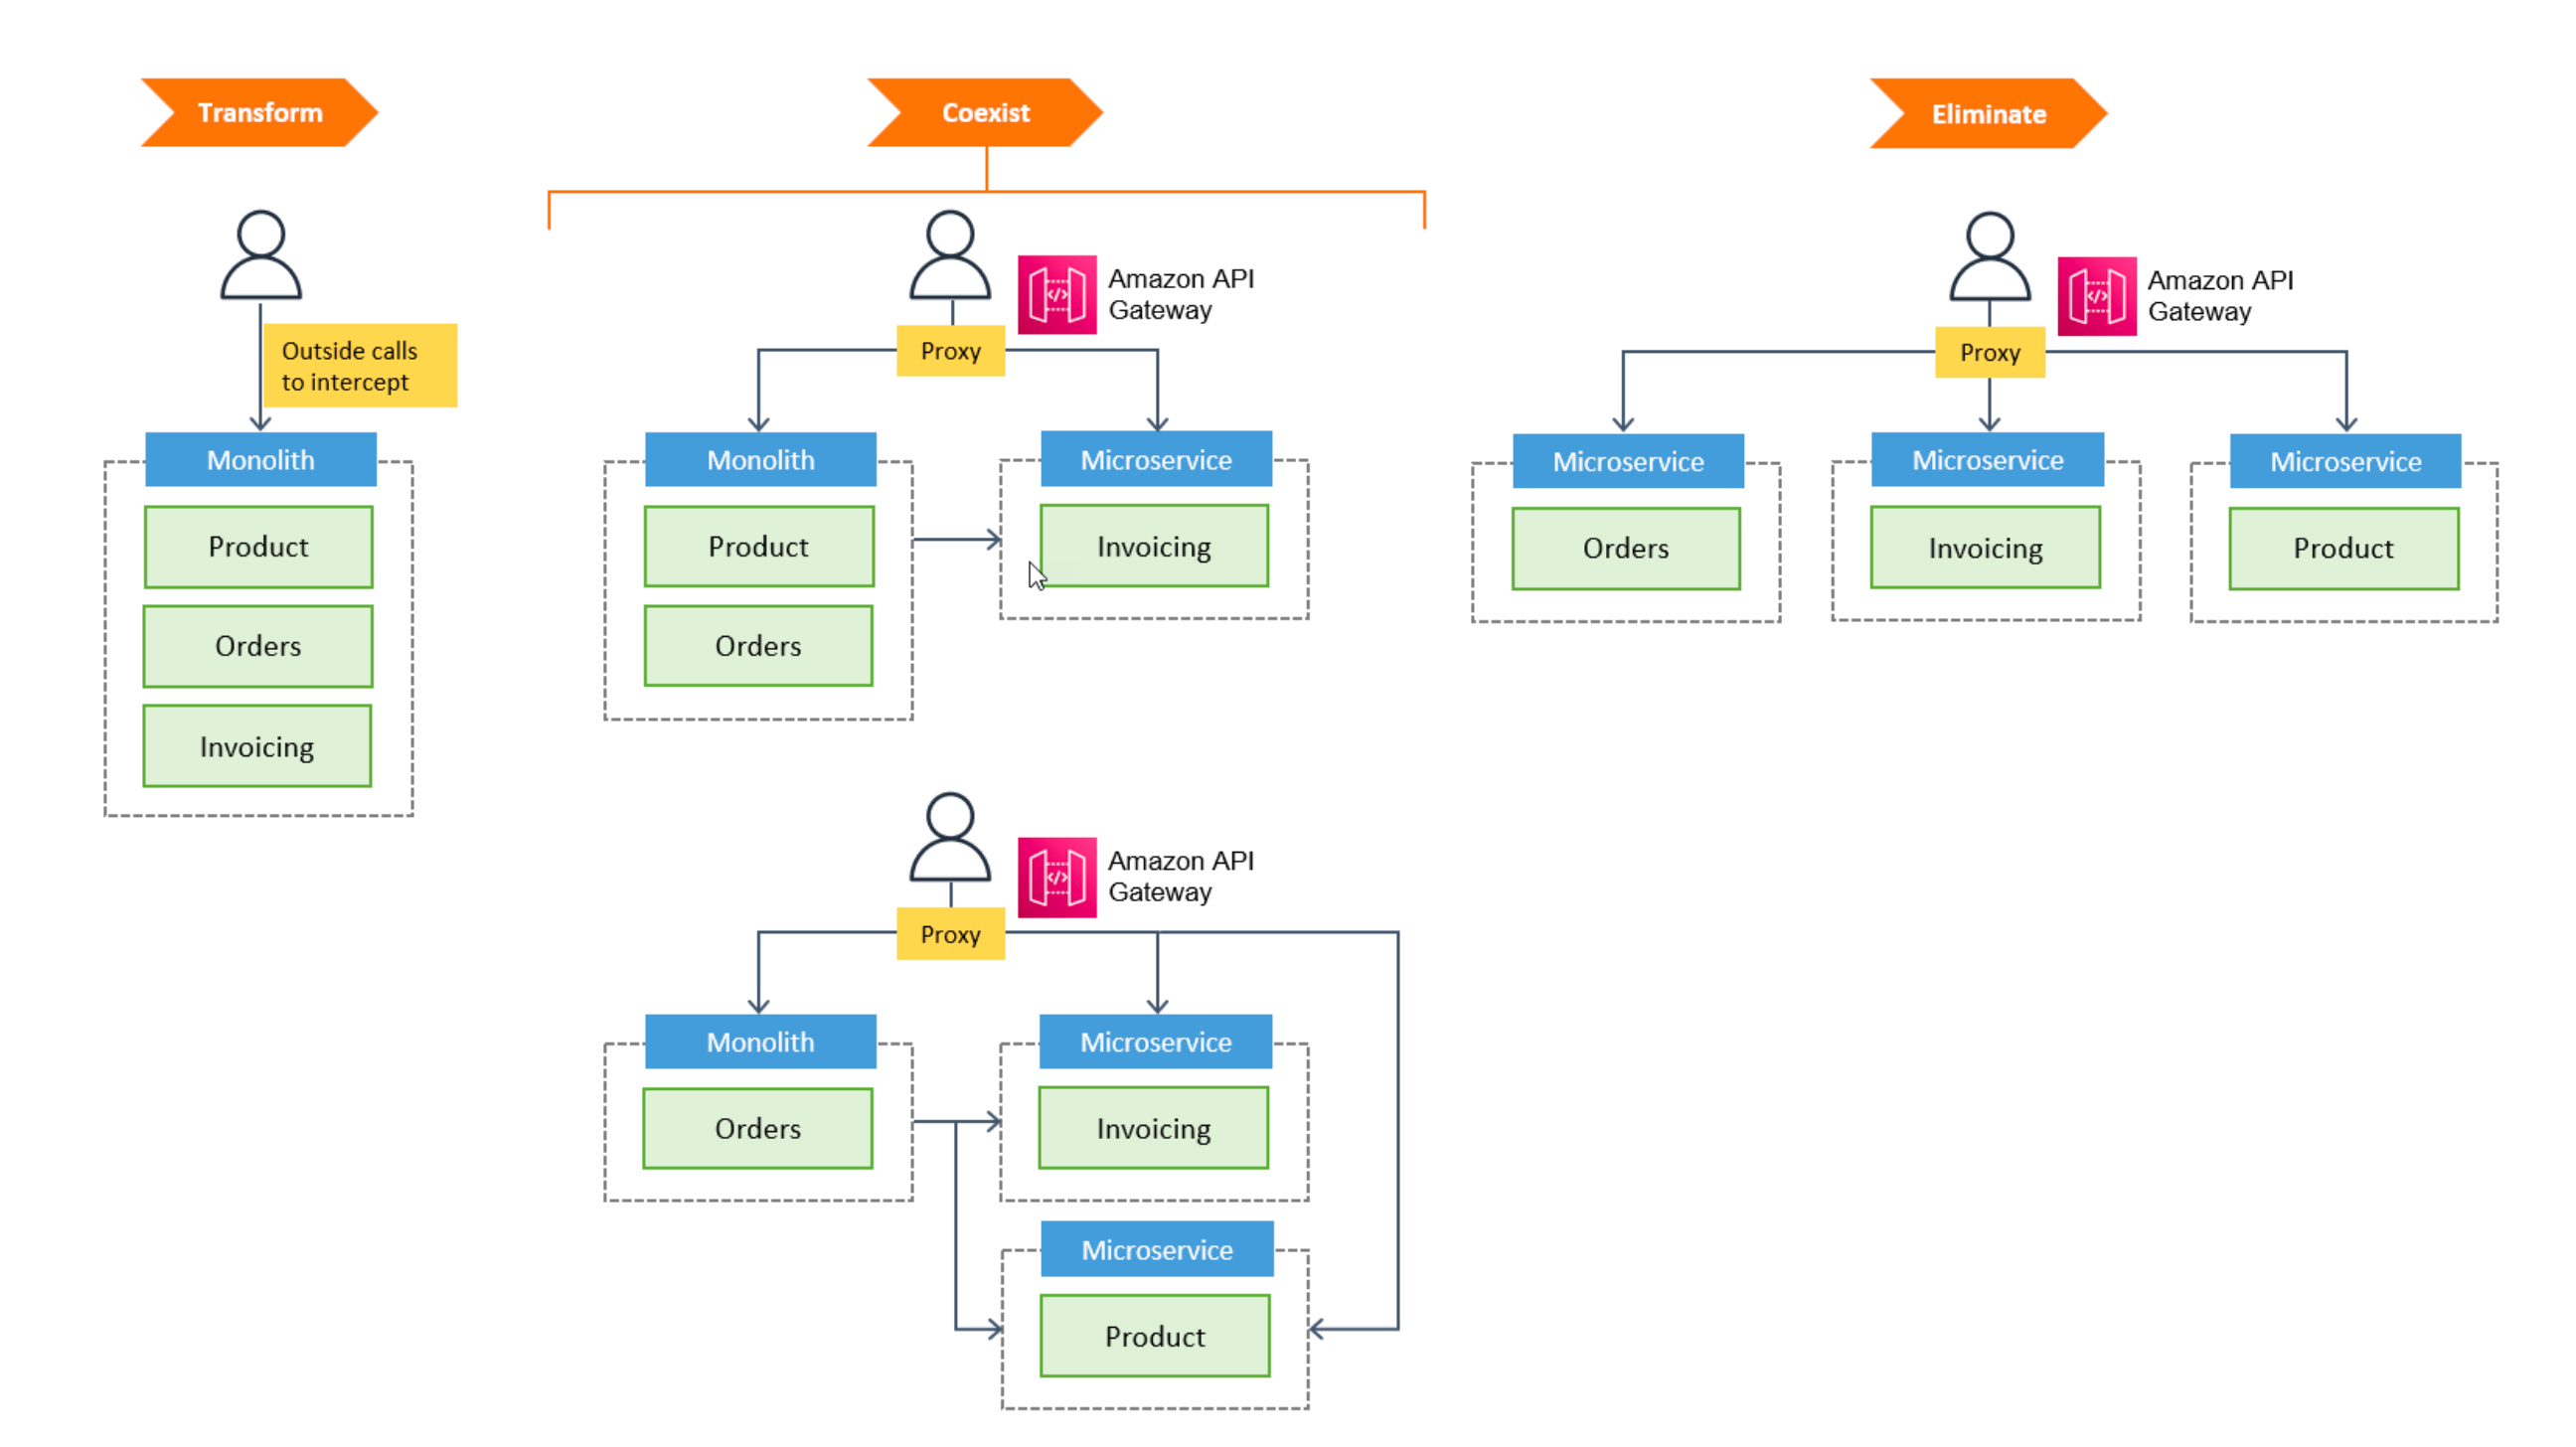 Transform
Coexist
Eliminate
Outside calls
to intercept
Monolith
Product
Orders
Invoicing
Amazon API
Gateway
Proxy
Monolith
Product
Orders
Microservice
Invoicing
Amazon API
Gateway
Proxy
Monolith
Orders
Microservice
Invoicing
Microservice
Product
Amazon API
Gateway
Proxy
Microservice
Orders
Microservice
Invoicing
Microservice
Product